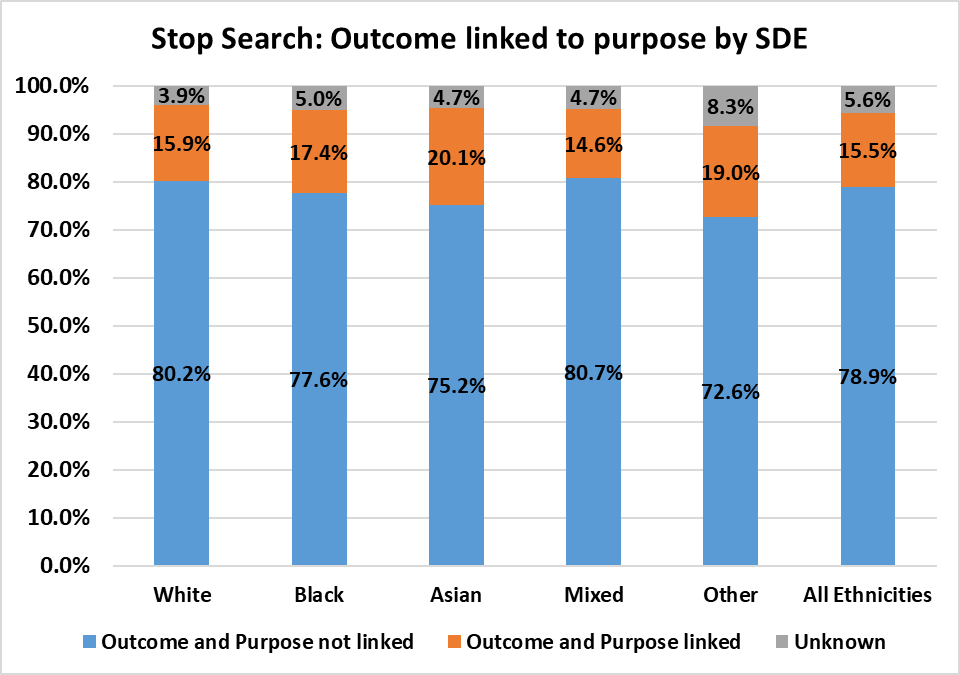 Stop Search: Outcome linked to purpose by SDE
100.0%
90.0%
80.0%
70.0%
60.0%
50.0%
40.0%
30.0%
20.0%
10.0%
0.0%
3.9% 5.0% 4.7% 4.7% 8.3% 5.6%
15.9% 17.4% 20.1% 14.6% 19.0% 15.5%
80.2% 77.6% 75.2% 80.7% 72.6% 78.9%
White Black Asian Mixed Other All Ethnicities
Outcome and Purpose not linked Outcome and Purpose linked Unknown